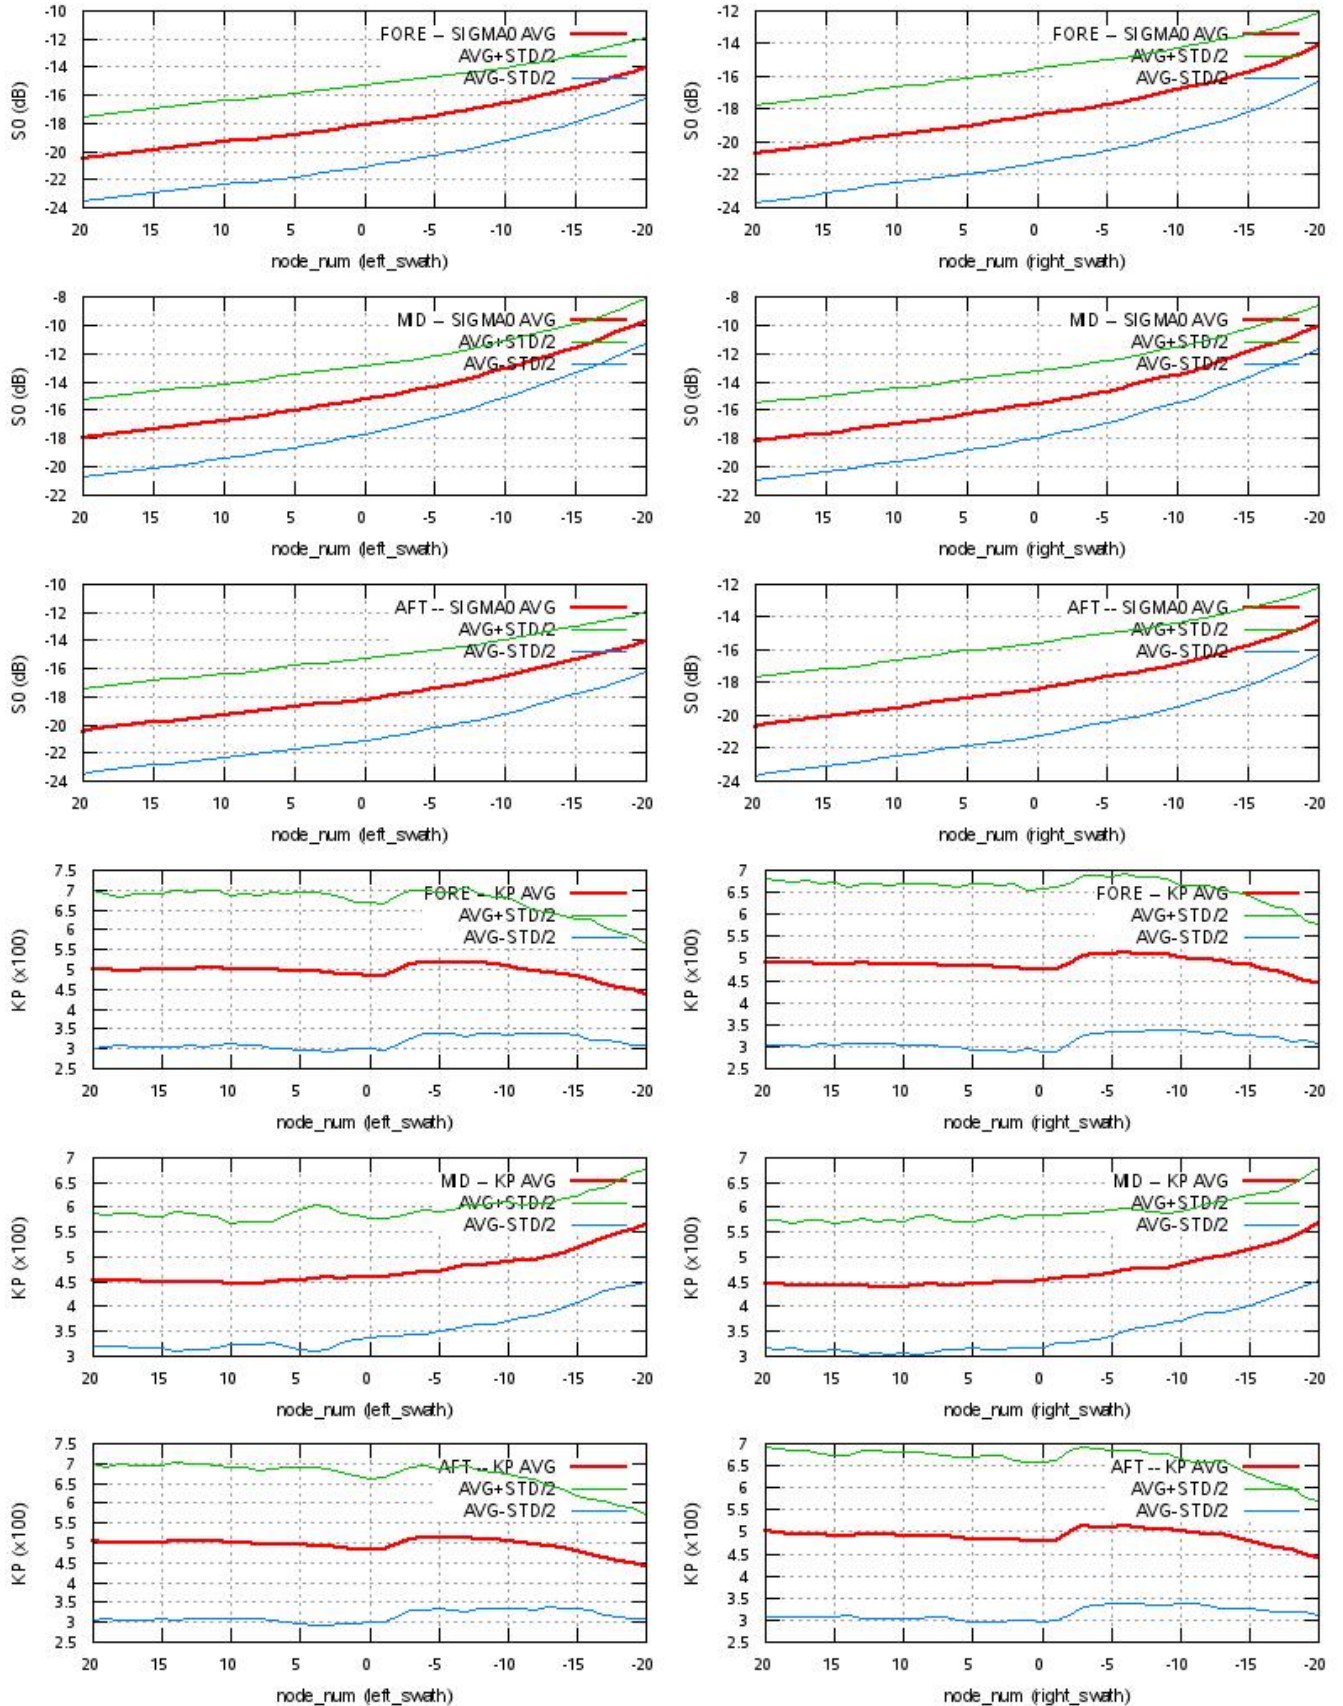 -10
-12
-14
-16
-18
-20
-22
-24
S0 (dB)
FORE -- SIGMA0 AVG
AVG+STD/2
AVG-STD/2
20 15 10 5 0 -5 -10 -15 -20
node_num (left_swath)
-12
-14
-16
-18
-20
-22
-24
S0 (dB)
FORE -- SIGMA0 AVG
AVG+STD/2
AVG-STD/2
20 15 10 5 0 -5 -10 -15 -20
node_num (right_swath)
-8
-10
-12
-14
-16
-18
-20
-22
S0 (dB)
MID -- SIGMA0 AVG
AVG+STD/2
AVG-STD/2
20 15 10 5 0 -5 -10 -15 -20
node_num (left_swath)
-8
-10
-12
-14
-16
-18
-20
-22
S0 (dB)
MID -- SIGMA0 AVG
AVG+STD/2
AVG-STD/2
20 15 10 5 0 -5 -10 -15 -20
node_num (right_swath)
-10
-12
-14
-16
-18
-20
-22
-24
S0 (dB)
AFT -- SIGMA0 AVG
AVG+STD/2
AVG-STD/2
20 15 10 5 0 -5 -10 -15 -20
node_num (left_swath)
-12
-14
-16
-18
-20
-22
-24
S0 (dB)
AFT -- SIGMA0 AVG
AVG+STD/2
AVG-STD/2
20 15 10 5 0 -5 -10 -15 -20
node_num (right_swath)
7.5
7
6.5
6
5.5
5
4.5
4
3.5
3
2.5
KP (x100)
FORE -- KP AVG
AVG+STD/2
AVG-STD/2
20 15 10 5 0 -5 -10 -15 -20
node_num (left_swath)
7
6.5
6
5.5
5
4.5
4
3.5
3
2.5
KP (x100)
FORE -- KP AVG
AVG+STD/2
AVG-STD/2
20 15 10 5 0 -5 -10 -15 -20
node_num (right_swath)
7
6.5
6
5.5
5
4.5
4
3.5
3
KP (x100)
MID -- KP AVG
AVG+STD/2
AVG-STD/2
20 15 10 5 0 -5 -10 -15 -20
node_num (left_swath)
7
6.5
6
5.5
5
4.5
4
3.5
3
KP (x100)
MID -- KP AVG
AVG+STD/2
AVG-STD/2
20 15 10 5 0 -5 -10 -15 -20
node_num (right_swath)
7.5
7
6.5
6
5.5
5
4.5
4
3.5
3
2.5
KP (x100)
AFT -- KP AVG
AVG+STD/2
AVG-STD/2
20 15 10 5 0 -5 -10 -15 -20
node_num (left_swath)
7
6.5
6
5.5
5
4.5
4
3.5
3
2.5
KP (x100)
AFT -- KP AVG
AVG+STD/2
AVG-STD/2
20 15 10 5 0 -5 -10 -15 -20
node_num (right_swath)